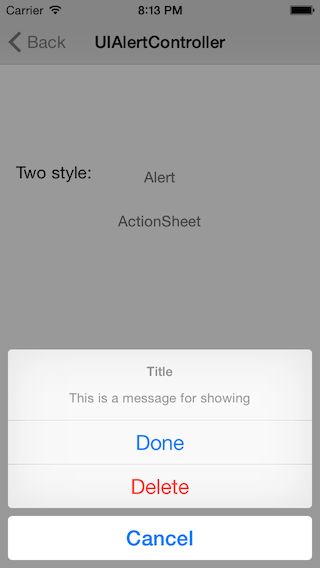 Carrier 8:13 PM
Back UIAlertController
Two style: Alert
ActionSheet
Title
This is a message for showing
Done
Delete
Cancel